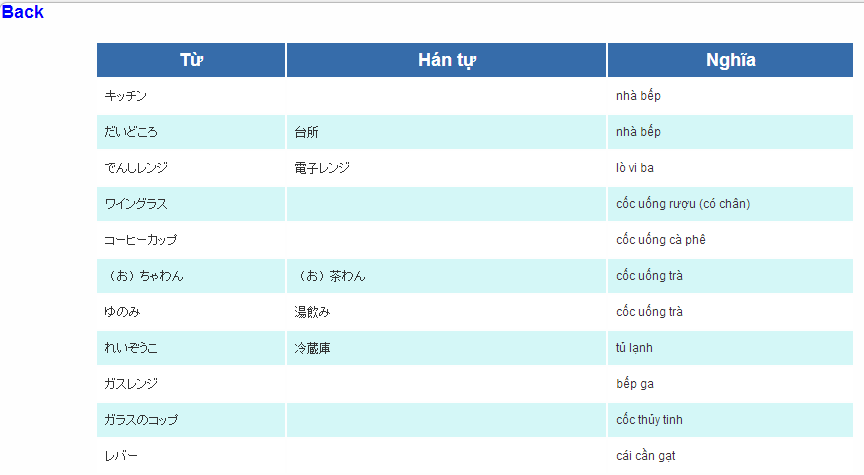 Back
Từ Hán tự Nghĩa
キッチン nhà bếp
だいどころ 台所 nhà bếp
でんしレンジ 電子レンジ lò vi ba
ワイングラス cốc uống rượu (có chân)
コーヒーカップ cốc uống cà phê
（お）ちゃわん （お）茶わん cốc uống trà
ゆのみ 湯飲み cốc uống trà
れいぞうこ 冷蔵庫 tủ lạnh
ガスレンジ bếp ga
ガラスのコップ cốc thủy tinh
レバー cái cần gạt